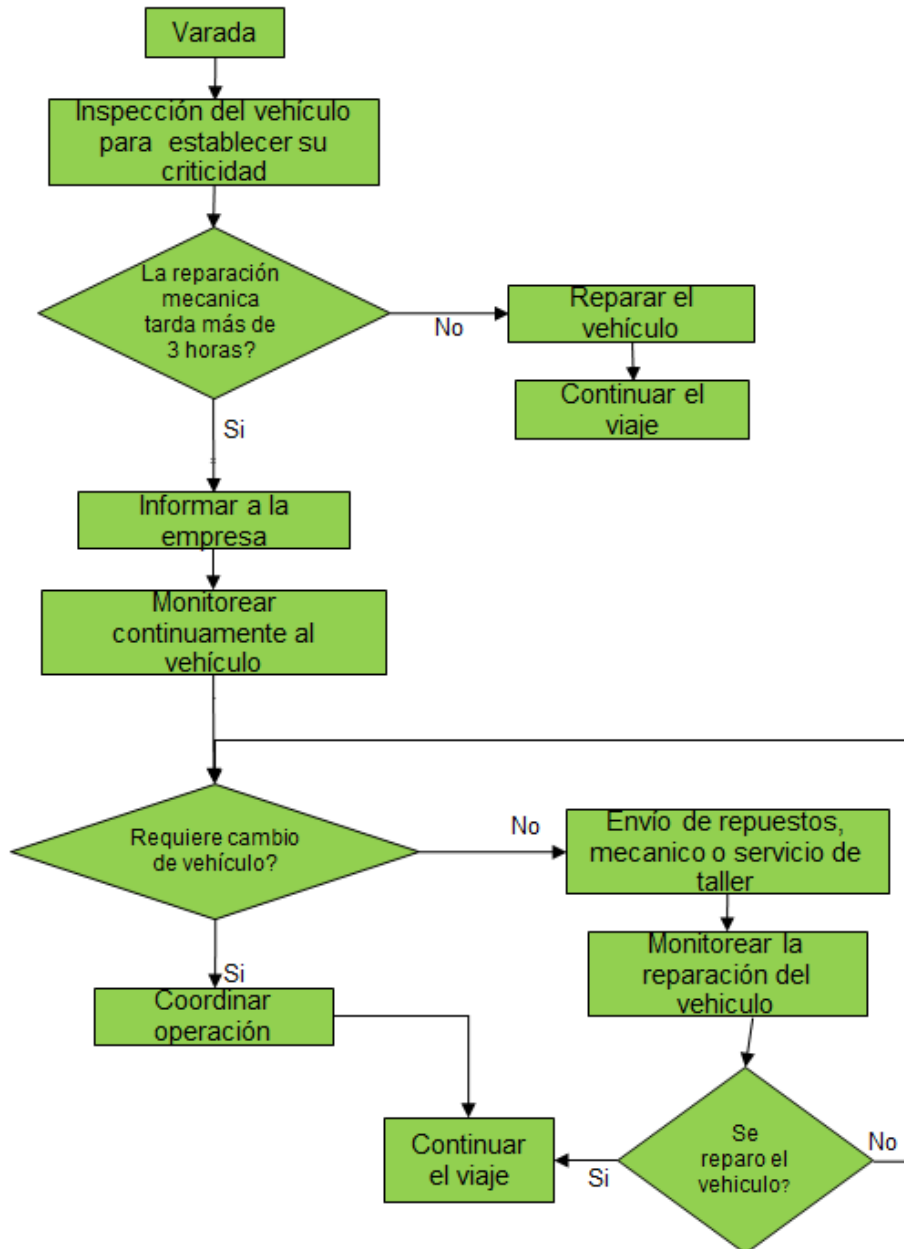 Varada
Inspección del vehículo
para establecer su
criticidad
La reparación
mecanica
tarda más de
3 horas?
No
Reparar el
vehículo
Continuar el
viaje
Si
Informar a la
empresa
Monitorear
continuamente al
vehículo
Requiere cambio
de vehículo?
No
Envío de repuestos,
mecanico o servicio de
taller
Monitorear la
reparación del
vehiculo
Si
Coordinar
operación
Continuar
el viaje
Si
Se
reparo el
vehiculo?
No